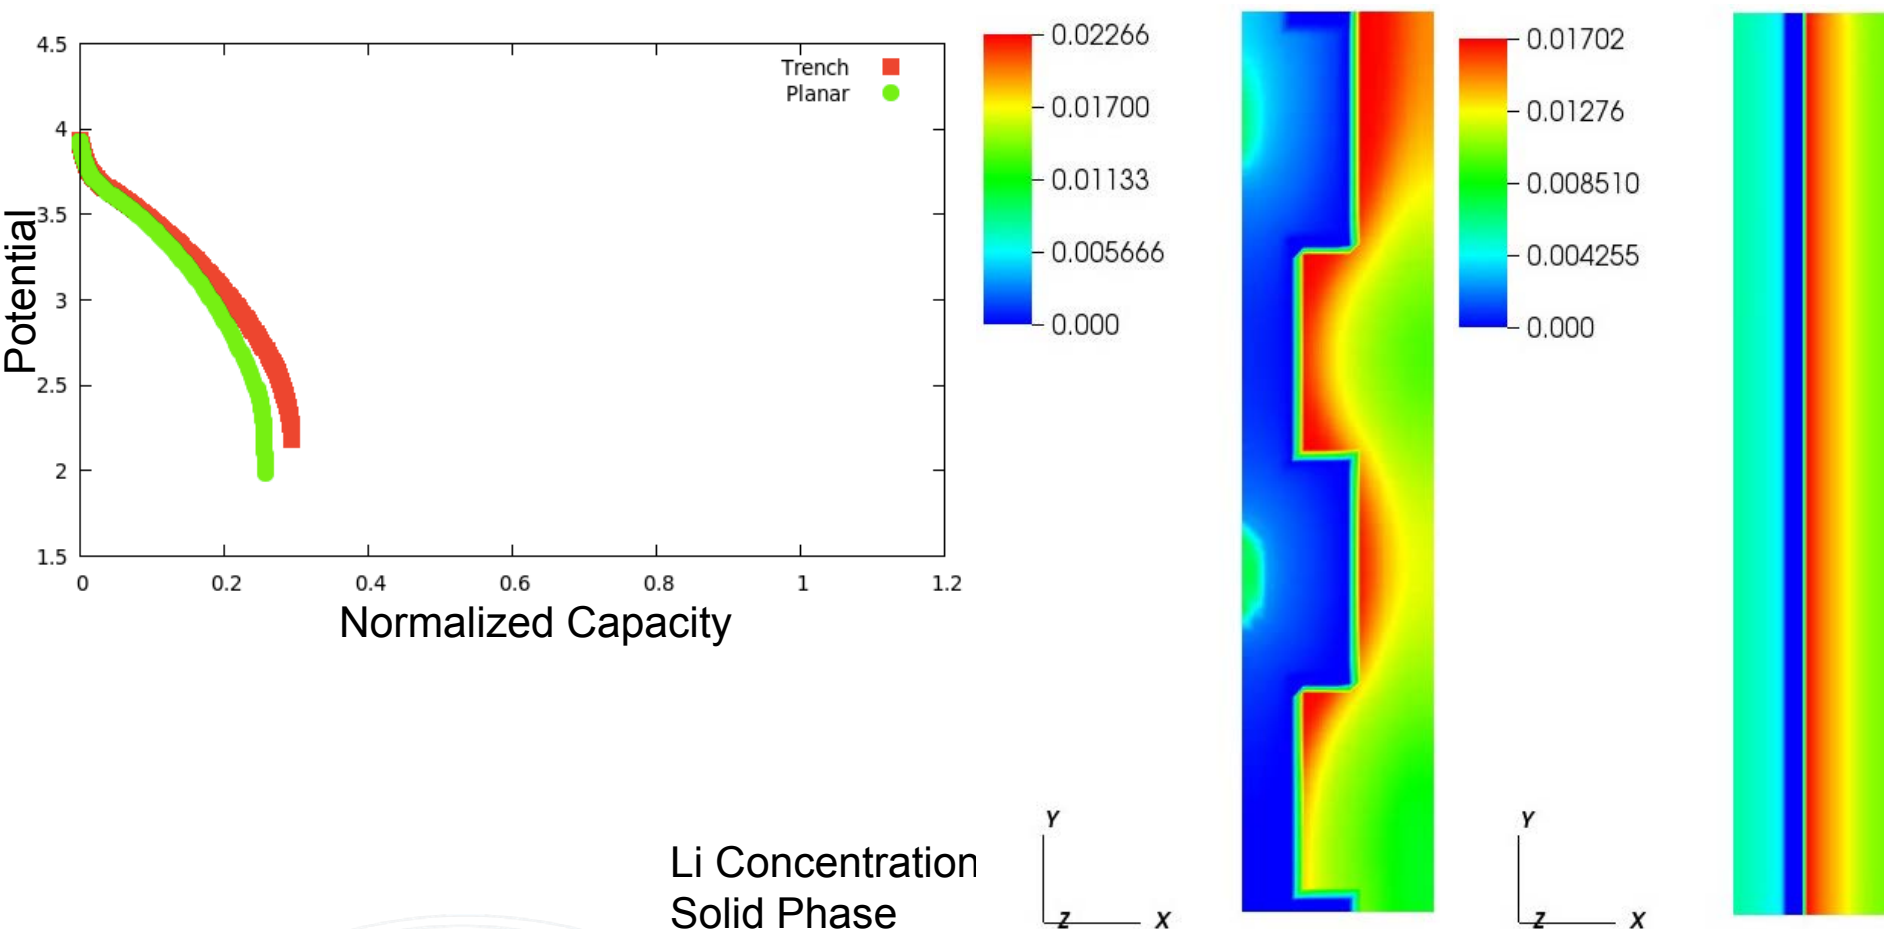 4.5
4
3.5
3
2.5
2
1.5
Potential
Trench
Planar
0 0.2 0.4 0.6 0.8 1 1.2
Normalized Capacity
0.02266
0.01700
0.01133
0.005666
0.000
0.01702
0.01276
0.008510
0.004255
0.000
Li Concentration
Solid Phase
Y
Z X
Y
Z X